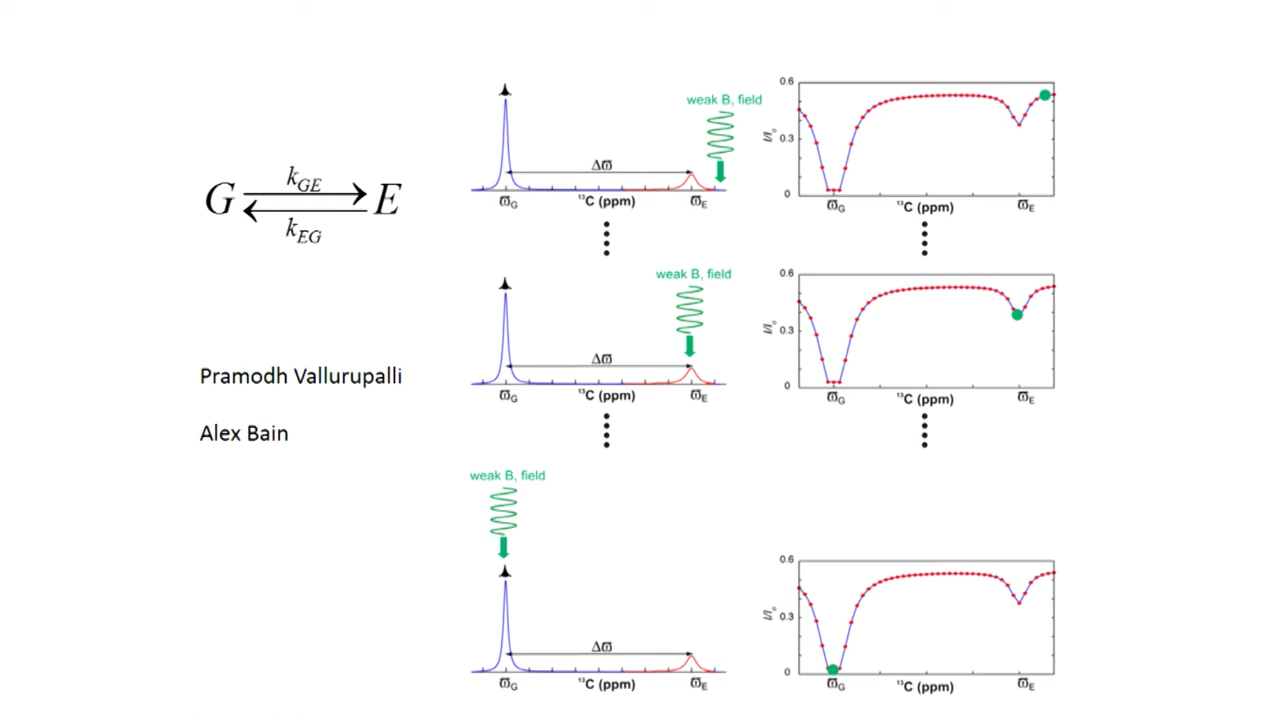 G k_GE k_EG E
Pramodh Vallurupalli
Alex Bain
weak B, field
Δϖ
ϖ_G ¹³C (ppm) ϖ_E
0.6
I/I₀ 0.3
0
ϖ_G ¹³C (ppm) ϖ_E
weak B, field
Δϖ
ϖ_G ¹³C (ppm) ϖ_E
0.6
I/I₀ 0.3
0
ϖ_G ¹³C (ppm) ϖ_E
weak B, field
Δϖ
ϖ_G ¹³C (ppm) ϖ_E
0.6
I/I₀ 0.3
0
ϖ_G ¹³C (ppm) ϖ_E